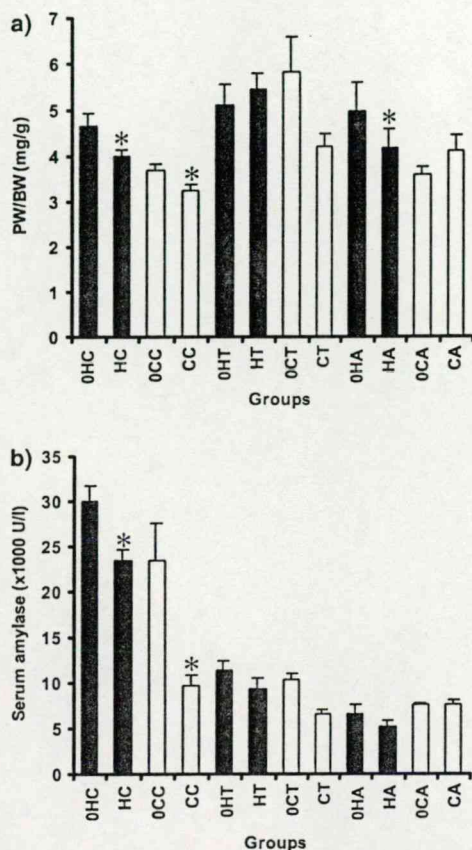 a)
PW/BW (mg/g)
7
6
5
4
3
2
1
0
* * *
0HC HC 0CC CC 0HT HT 0CT CT 0HA HA 0CA CA
Groups
b)
Serum amylase (x1000 U/l)
35
30
25
20
15
10
5
0
* *
0HC HC 0CC CC 0HT HT 0CT CT 0HA HA 0CA CA
Groups